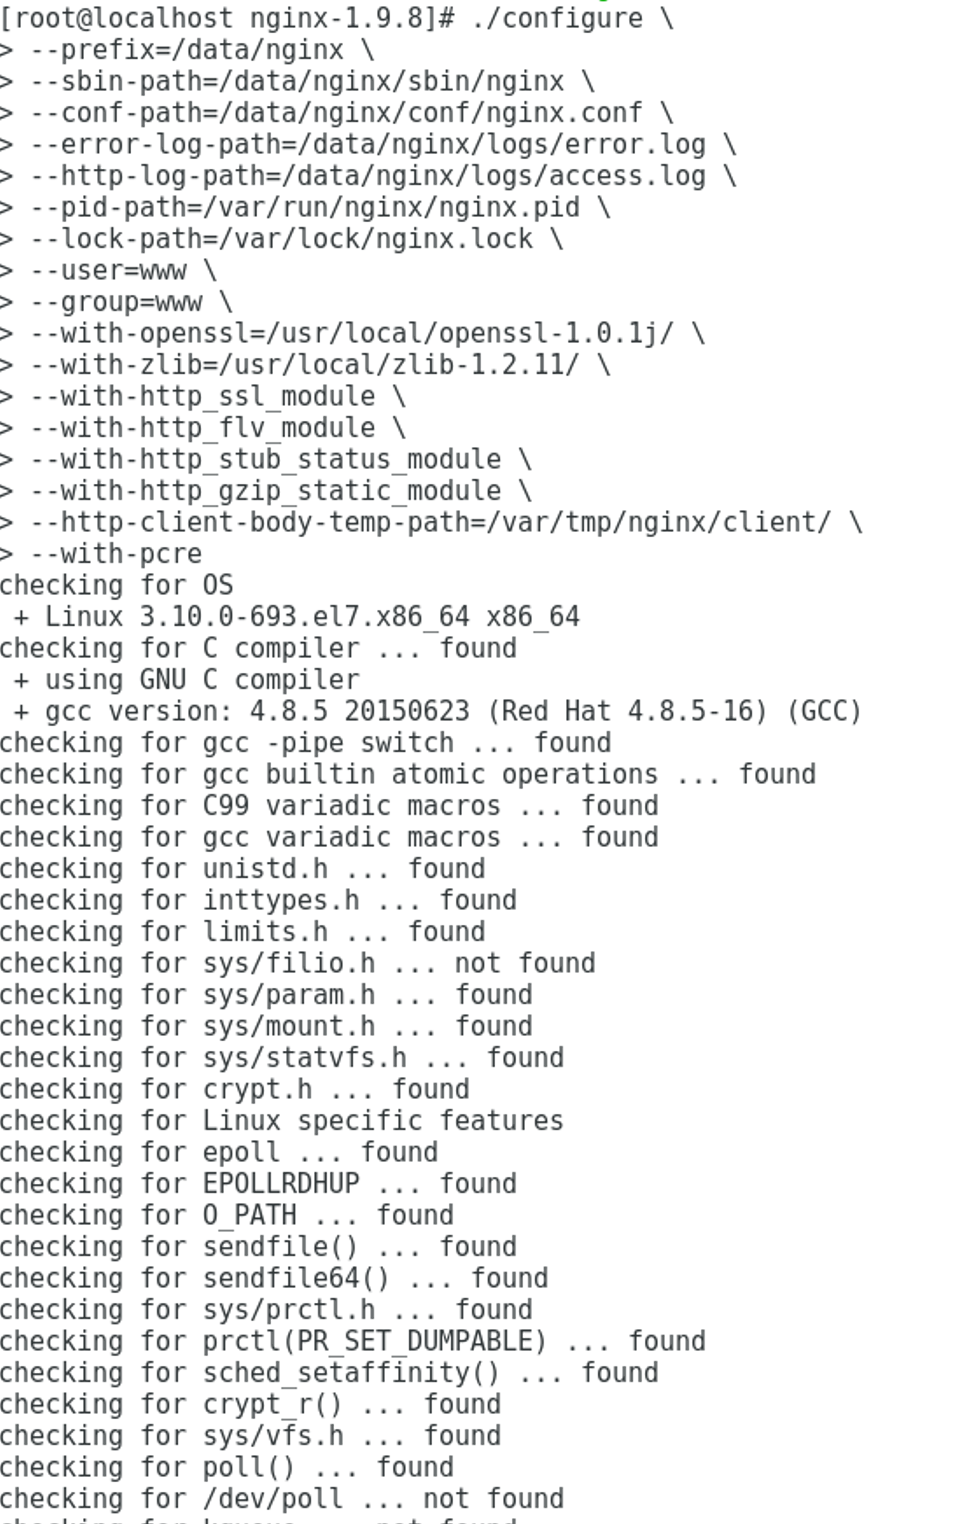 [root@localhost nginx-1.9.8]# ./configure \
> --prefix=/data/nginx \
> --sbin-path=/data/nginx/sbin/nginx \
> --conf-path=/data/nginx/conf/nginx.conf \
> --error-log-path=/data/nginx/logs/error.log \
> --http-log-path=/data/nginx/logs/access.log \
> --pid-path=/var/run/nginx/nginx.pid \
> --lock-path=/var/lock/nginx.lock \
> --user=www \
> --group=www \
> --with-openssl=/usr/local/openssl-1.0.1j/ \
> --with-zlib=/usr/local/zlib-1.2.11/ \
> --with-http_ssl_module \
> --with-http_flv_module \
> --with-http_stub_status_module \
> --with-http_gzip_static_module \
> --http-client-body-temp-path=/var/tmp/nginx/client/ \
> --with-pcre
checking for OS
 + Linux 3.10.0-693.el7.x86_64 x86_64
checking for C compiler ... found
 + using GNU C compiler
 + gcc version: 4.8.5 20150623 (Red Hat 4.8.5-16) (GCC)
checking for gcc -pipe switch ... found
checking for gcc builtin atomic operations ... found
checking for C99 variadic macros ... found
checking for gcc variadic macros ... found
checking for unistd.h ... found
checking for inttypes.h ... found
checking for limits.h ... found
checking for sys/filio.h ... not found
checking for sys/param.h ... found
checking for sys/mount.h ... found
checking for sys/statvfs.h ... found
checking for crypt.h ... found
checking for Linux specific features
checking for epoll ... found
checking for EPOLLRDHUP ... found
checking for O_PATH ... found
checking for sendfile() ... found
checking for sendfile64() ... found
checking for sys/prctl.h ... found
checking for prctl(PR_SET_DUMPABLE) ... found
checking for sched_setaffinity() ... found
checking for crypt_r() ... found
checking for sys/vfs.h ... found
checking for poll() ... found
checking for /dev/poll ... not found